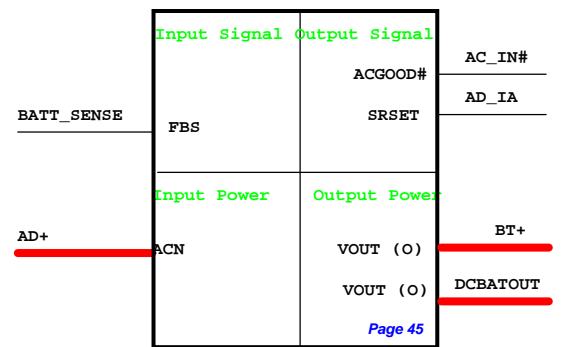 Input Signal Output Signal
AC_IN#
ACGOOD#
AD_IA
BATT_SENSE
SRSET
FBS
Input Power Output Power
AD+
BT+
ACN
VOUT (O)
DCBATOUT
VOUT (O)
Page 45